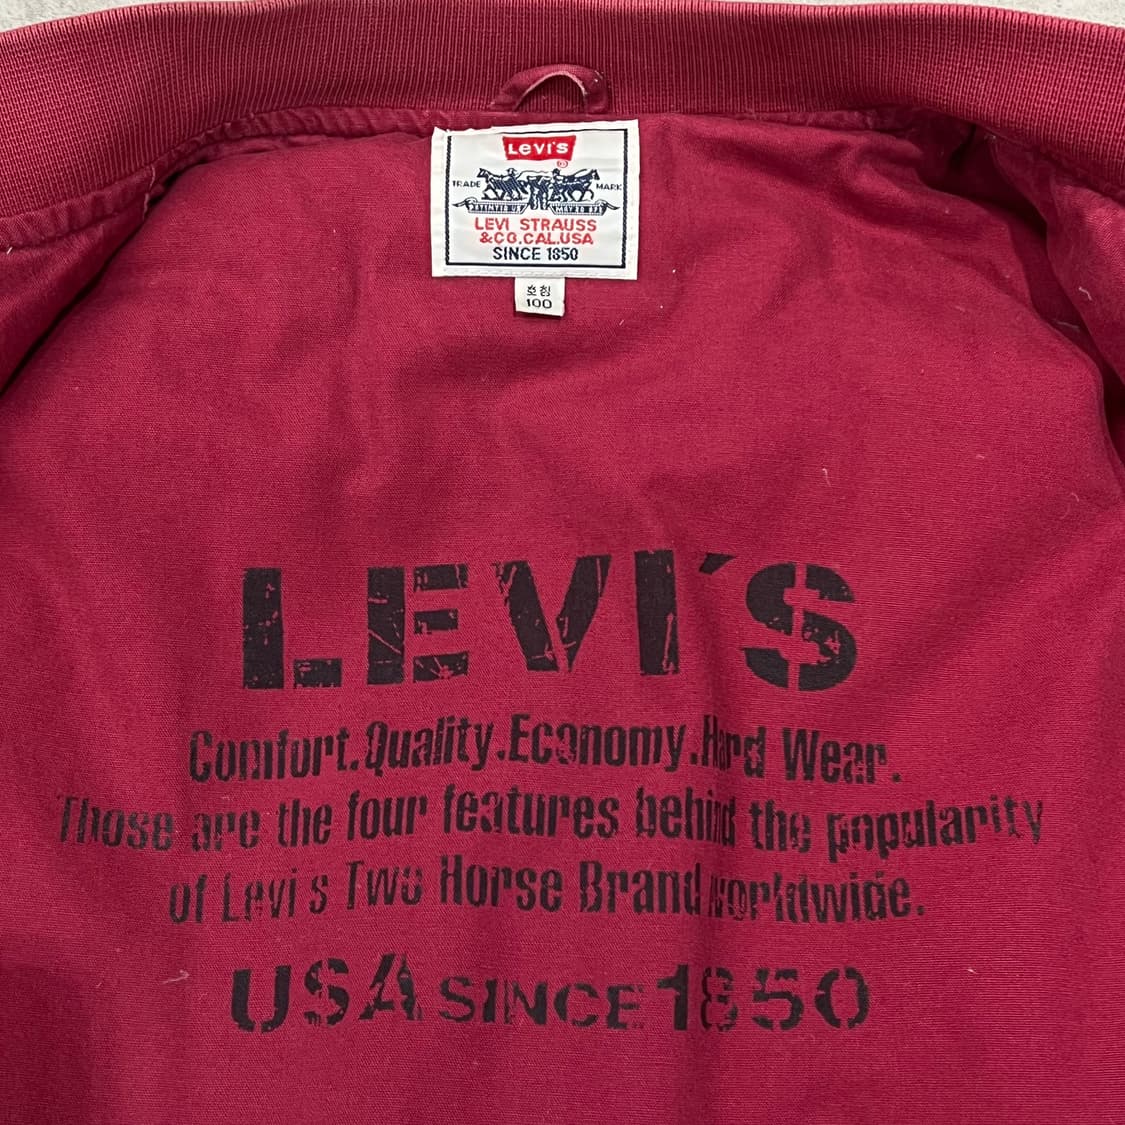 Levi's
®
TRADE MARK
LEVI STRAUSS
&CO.CAL.USA
SINCE 1850
호칭
100
LEVI'S
Comfort.Quality.Economy.Hard Wear.
Those are the four features behind the popularity
of Levi's Two Horse Brand worldwide.
USA SINCE 1850